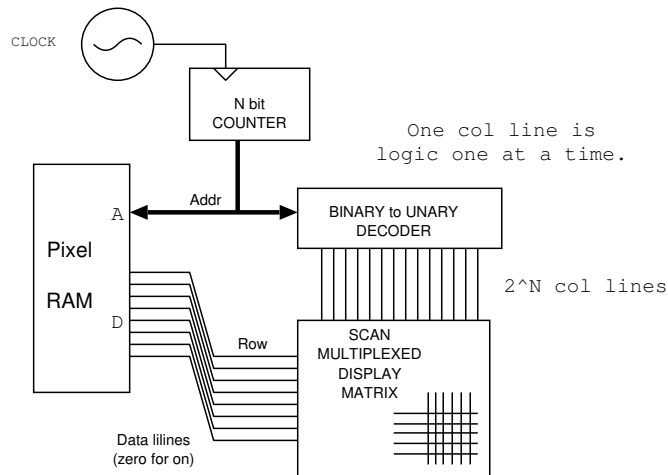 CLOCK
N bit
COUNTER
One col line is
logic one at a time.
Addr
A
BINARY to UNARY
DECODER
Pixel
RAM
2^N col lines
D
Row
SCAN
MULTIPLEXED
DISPLAY
MATRIX
Data lilines
(zero for on)